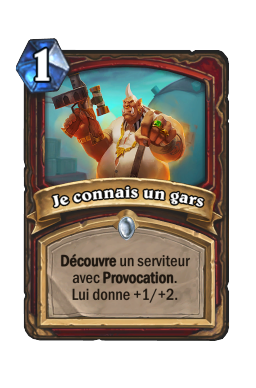 1
Je connais un gars
Découvre un serviteur
avec Provocation.
Lui donne +1/+2.